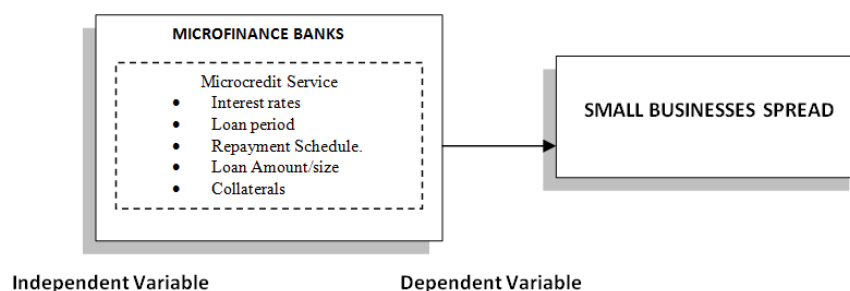 MICROFINANCE BANKS
Microcredit Service
• Interest rates
• Loan period
• Repayment Schedule.
• Loan Amount/size
• Collaterals
SMALL BUSINESSES SPREAD
Independent Variable
Dependent Variable